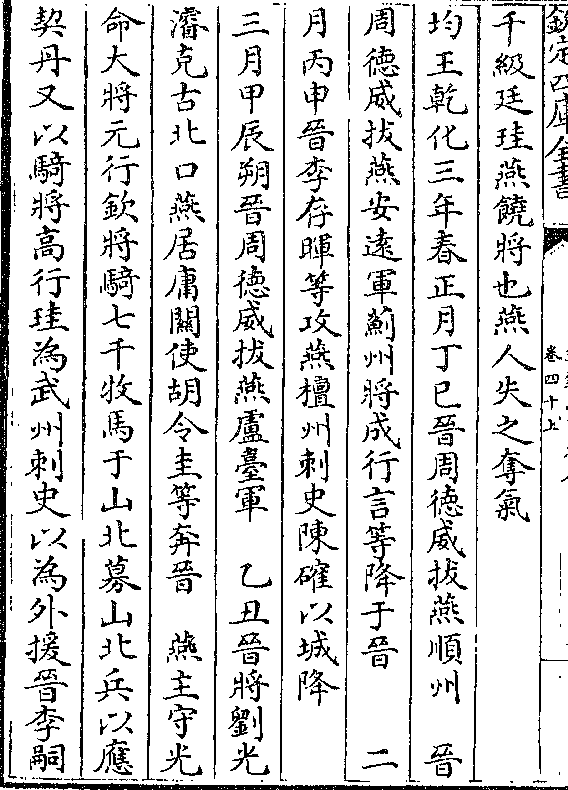 欽定四庫全書
卷四十上
千級廷珪燕饒將也燕人失之奪氣
均王乾化三年春正月丁巳晉周德威拔燕順州　晉
周德威拔燕安逺軍薊州將成行言等降于晉　二
月丙申晉李存暉等攻燕檀州刺史陳確以城降
三月甲辰朔晉周德威拔燕盧臺軍　乙丑晉將劉光
濬克古北口燕居庸關使胡令圭等奔晉　燕主守光
命大將元行欽將騎七千牧馬于山北募山北兵以應
契丹又以騎將高行珪為武州刺史以為外援晉李嗣